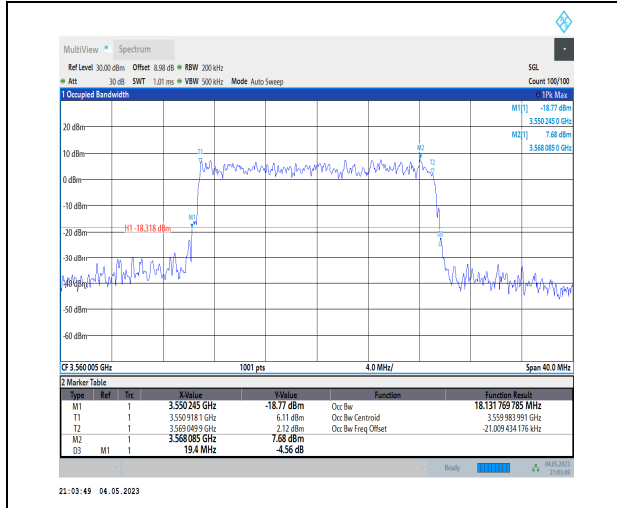 MultiView Spectrum
Ref Level 30.00 dBm Offset 8.98 dB RBW 200 kHz SGL
Att 30 dB SWT 1.01 ms VBW 500 kHz Mode Auto Sweep Count 100/100
1 Occupied Bandwidth 1Pk Max
M1[1] -18.77 dBm
3.550 245 0 GHz
M2[1] 7.68 dBm
3.568 085 0 GHz
20 dBm
10 dBm
T1 M2 T2
0 dBm
-10 dBm
M1
H1 -18.318 dBm
-20 dBm
D3
-30 dBm
-40 dBm
-50 dBm
-60 dBm
CF 3.560 005 GHz 1001 pts 4.0 MHz/ Span 40.0 MHz
2 Marker Table
Type Ref Trc X-Value Y-Value Function Function Result
M1 1 3.550 245 GHz -18.77 dBm Occ Bw 18.131 769 785 MHz
T1 1 3.550 918 1 GHz 6.11 dBm Occ Bw Centroid 3.559 983 991 GHz
T2 1 3.569 049 9 GHz 2.12 dBm Occ Bw Freq Offset -21.009 434 176 kHz
M2 1 3.568 085 GHz 7.68 dBm
D3 M1 1 19.4 MHz -4.56 dB
Ready 04.05.2023
21:03:49
21:03:49 04.05.2023